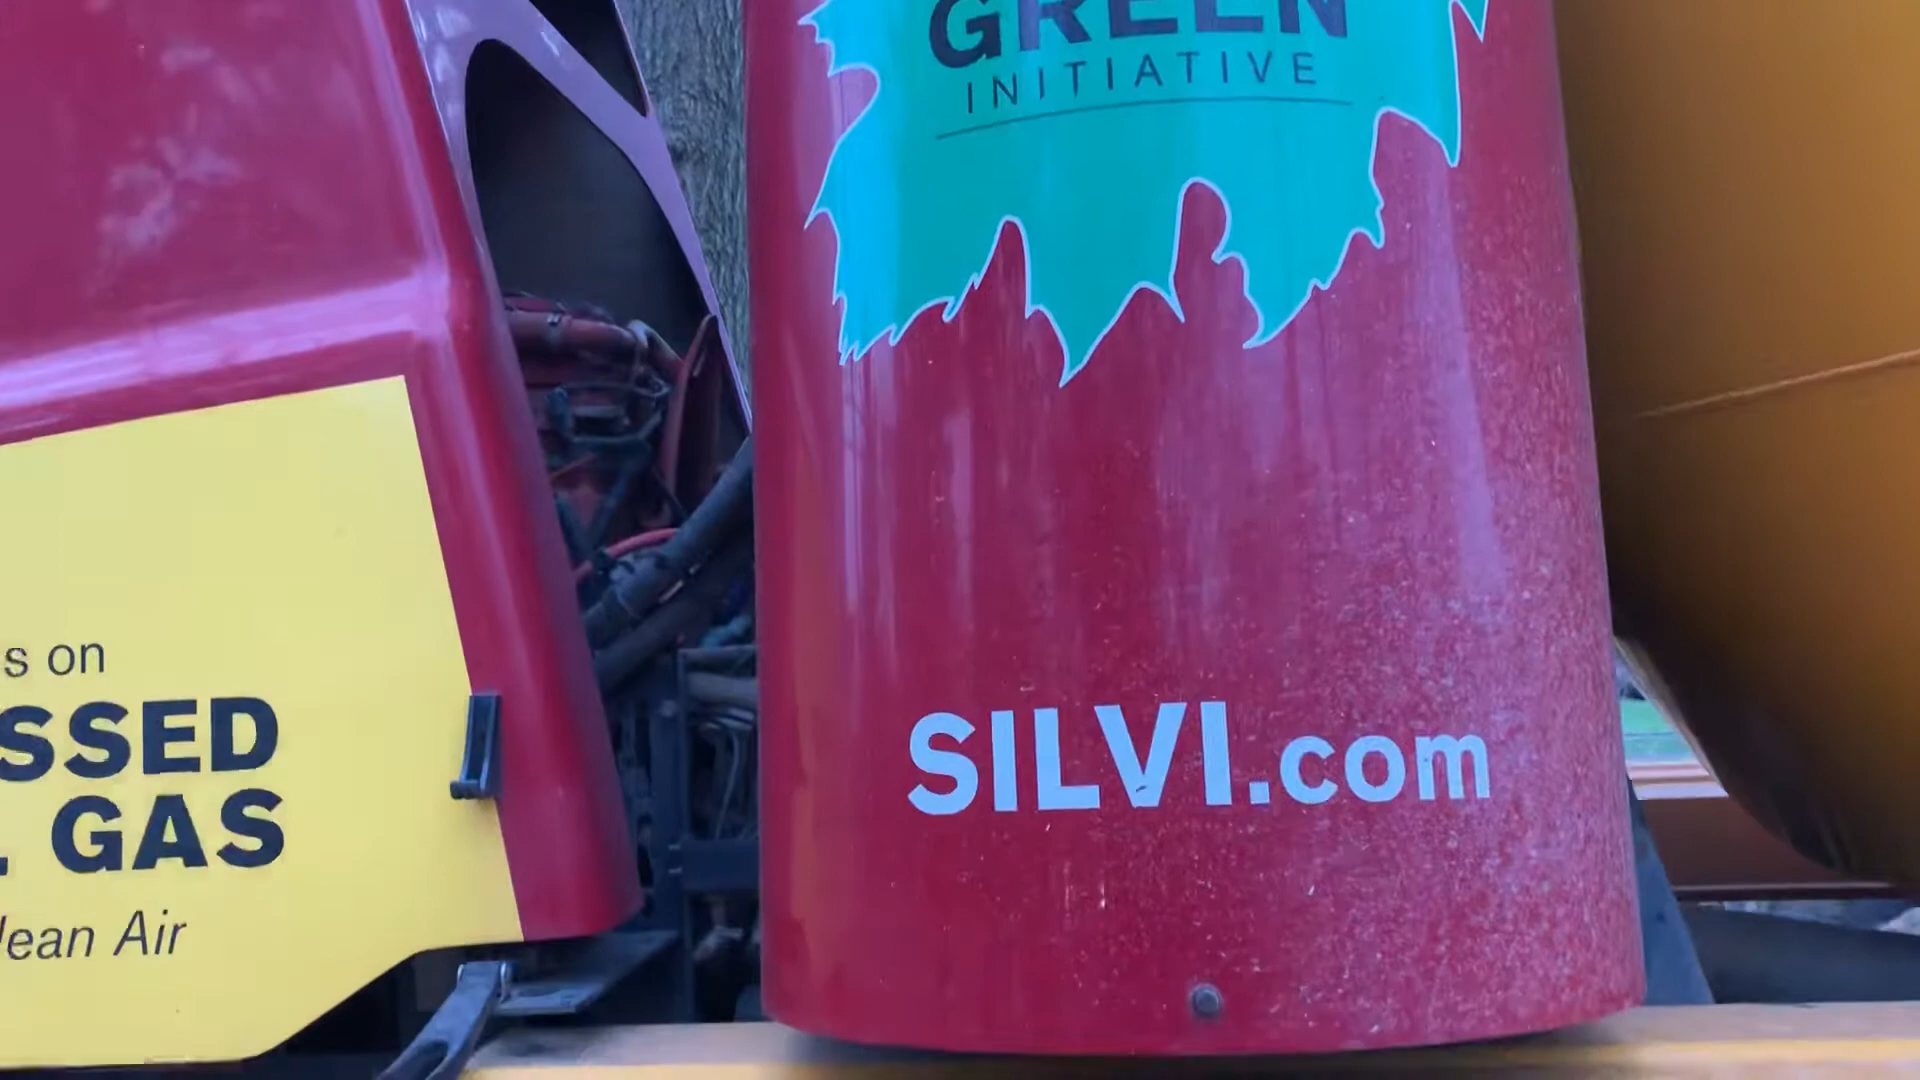 GREEN
INITIATIVE
s on
SSED
. GAS
lean Air
SILVI.com